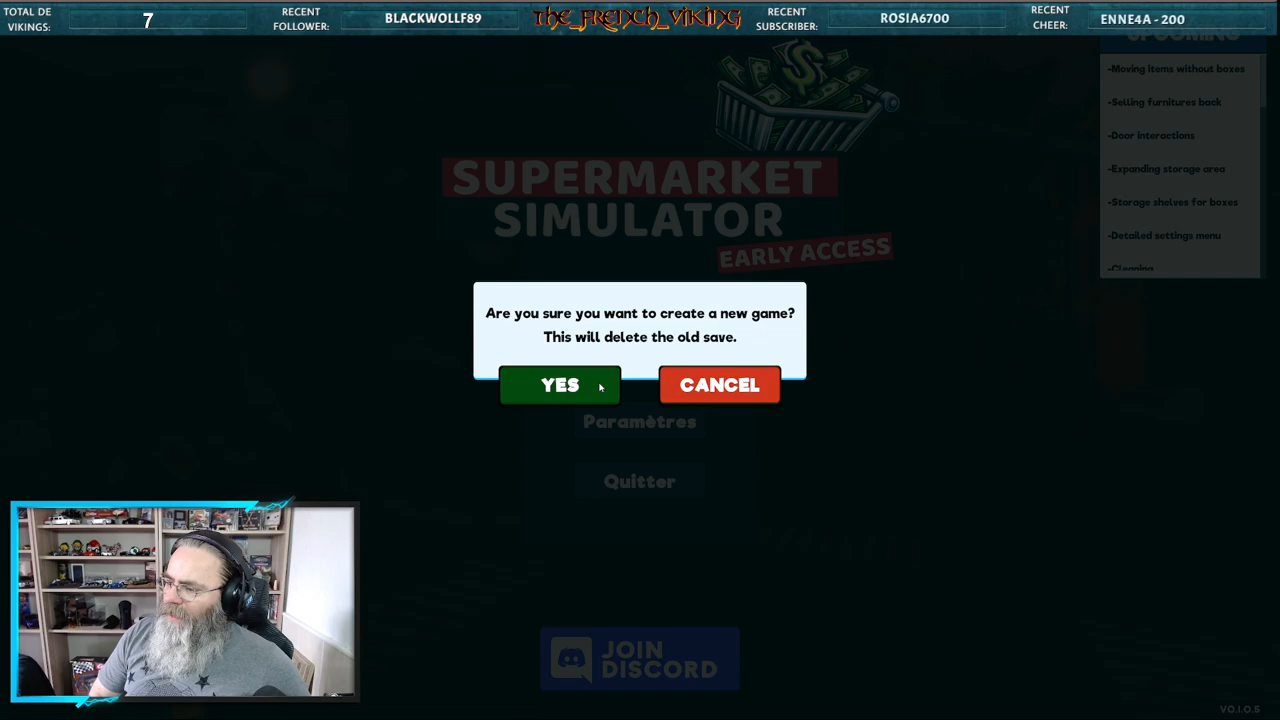 TOTAL DE VIKINGS:
7
RECENT FOLLOWER:
BLACKWOLLF89
THE_FRENCH_VIKING
RECENT SUBSCRIBER:
ROSIA6700
RECENT CHEER:
ENNE4A - 200
UPCOMING
-Moving items without boxes
-Selling furnitures back
-Door interactions
-Expanding storage area
-Storage shelves for boxes
-Detailed settings menu
-Cleaning
SUPERMARKET
SIMULATOR
EARLY ACCESS
Are you sure you want to create a new game?
This will delete the old save.
YES
CANCEL
Paramètres
Quitter
JOIN
DISCORD
V0.1.0.5